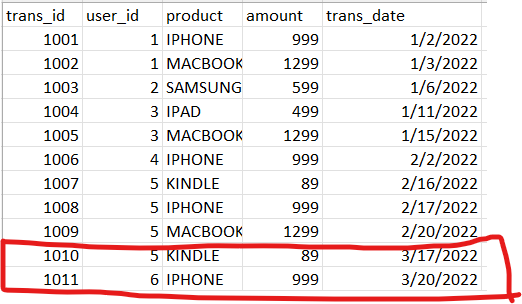 trans_id user_id product amount trans_date
1001 1 IPHONE 999 1/2/2022
1002 1 MACBOOK 1299 1/3/2022
1003 2 SAMSUNG 599 1/6/2022
1004 3 IPAD 499 1/11/2022
1005 3 MACBOOK 1299 1/15/2022
1006 4 IPHONE 999 2/2/2022
1007 5 KINDLE 89 2/16/2022
1008 5 IPHONE 999 2/17/2022
1009 5 MACBOOK 1299 2/20/2022
1010 5 KINDLE 89 3/17/2022
1011 6 IPHONE 999 3/20/2022